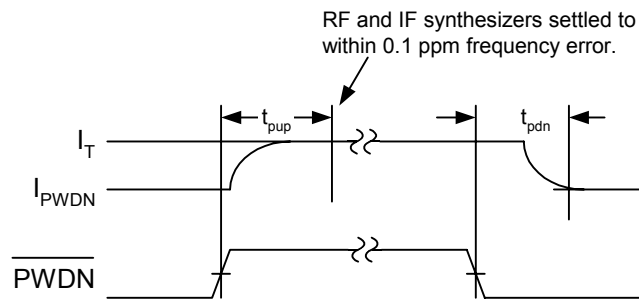 RF and IF synthesizers settled to
within 0.1 ppm frequency error.
tpup
tpdn
IT
IPWDN
PWDN